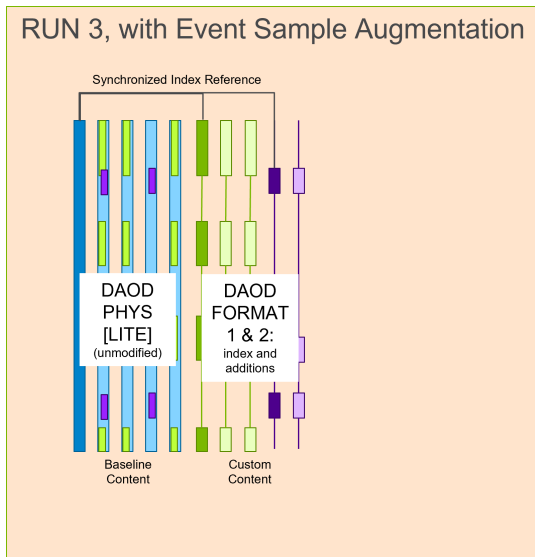 RUN 3, with Event Sample Augmentation
Synchronized Index Reference
DAOD
PHYS
[LITE]
(unmodified)
DAOD
FORMAT
1 & 2:
index and
additions
Baseline
Content
Custom
Content